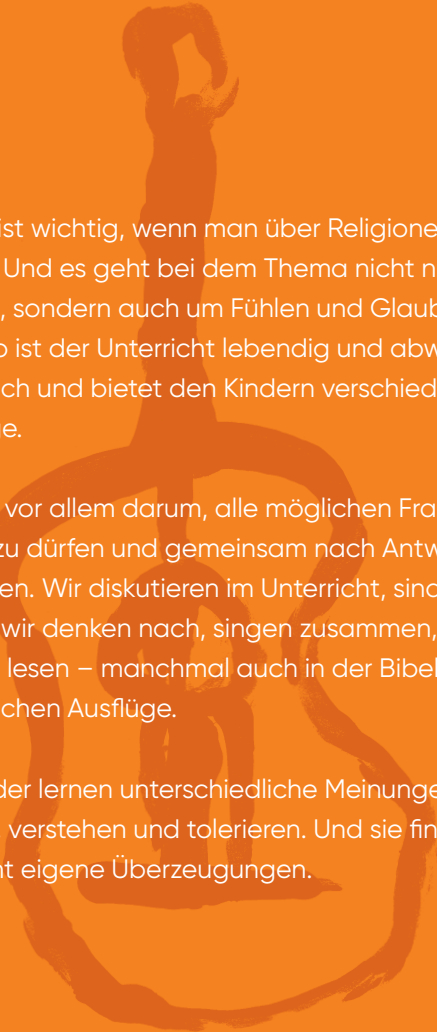 ist wichtig, wenn man über Religione
Und es geht bei dem Thema nicht n
, sondern auch um Fühlen und Glaub
o ist der Unterricht lebendig und abw
ch und bietet den Kindern verschied
e.
vor allem darum, alle möglichen Fra
zu dürfen und gemeinsam nach Antw
en. Wir diskutieren im Unterricht, sind
wir denken nach, singen zusammen,
lesen – manchmal auch in der Bibel
chen Ausflüge.
der lernen unterschiedliche Meinunge
verstehen und tolerieren. Und sie fin
nt eigene Überzeugungen.